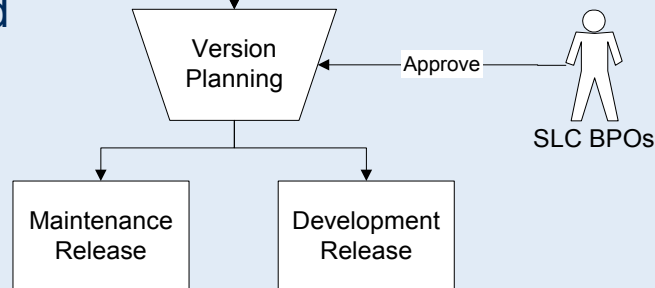 Version
Planning
Approve
SLC BPOs
Maintenance
Release
Development
Release